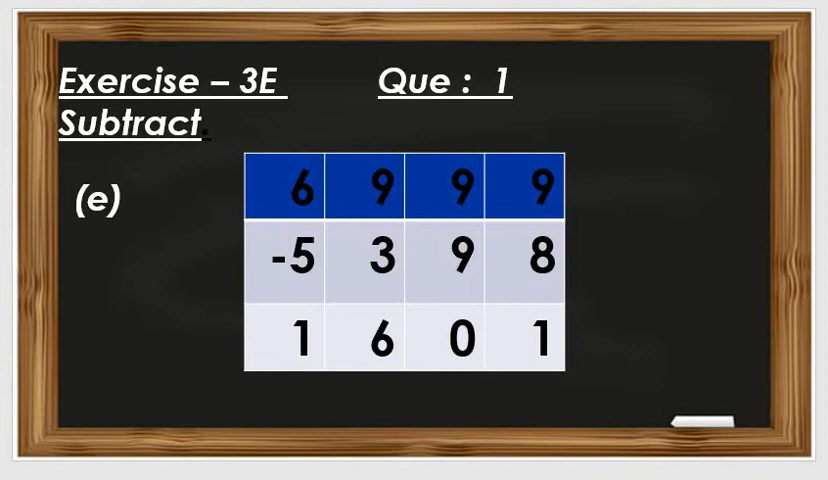 Exercise – 3E Que : 1
Subtract.
(e)
6 9 9 9
-5 3 9 8
1 6 0 1